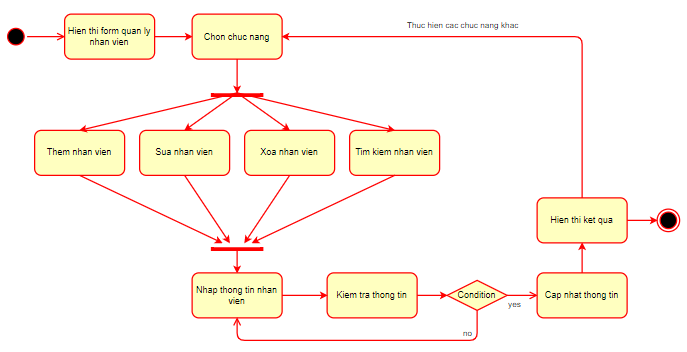 Thuc hien cac chuc nang khac
Hien thi form quan ly
nhan vien
Chon chuc nang
Them nhan vien
Sua nhan vien
Xoa nhan vien
Tim kiem nhan vien
Hien thi ket qua
Nhap thong tin nhan
vien
Kiem tra thong tin
Condition
yes
Cap nhat thong tin
no